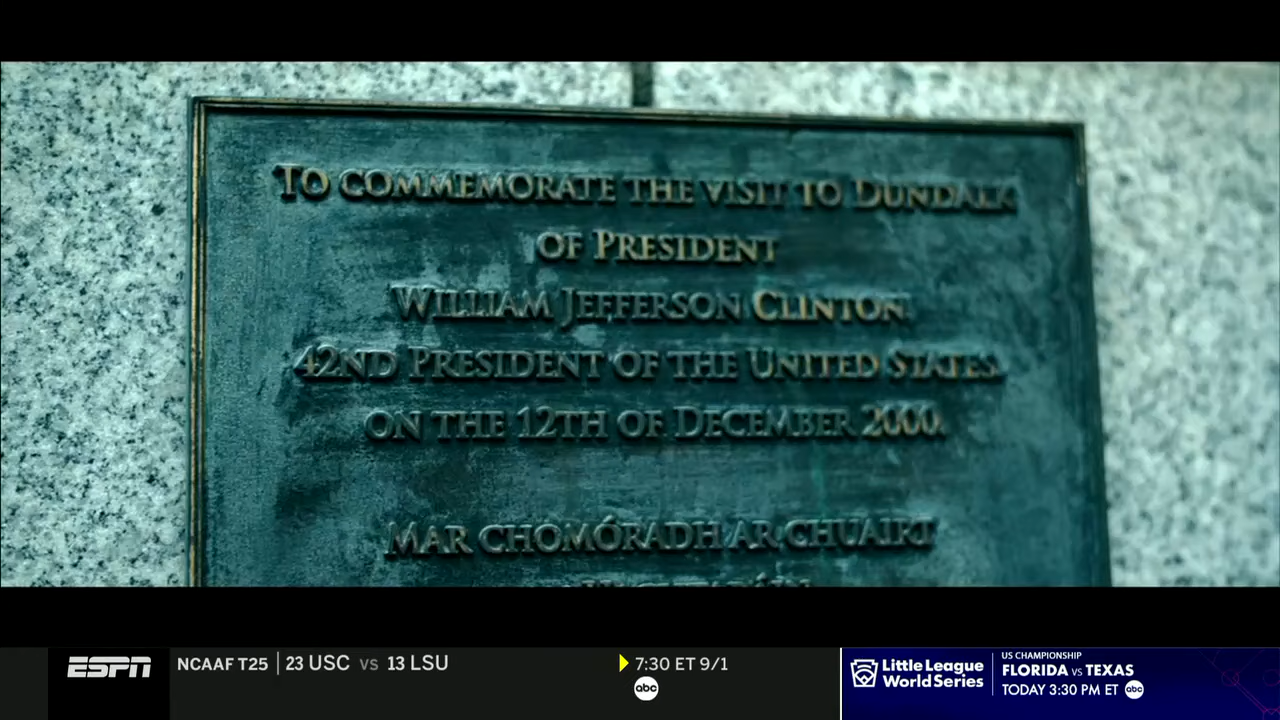 TO COMMEMORATE THE VISIT TO DUNDALK
OF PRESIDENT
WILLIAM JEFFERSON CLINTON
42ND PRESIDENT OF THE UNITED STATES
ON THE 12TH OF DECEMBER 2000
MAR CHOMÓRADH AR CHUAIRT
ESPN
NCAAF T25
23 USC vs 13 LSU
7:30 ET 9/1
abc
Little League
World Series
US CHAMPIONSHIP
FLORIDA vs TEXAS
TODAY 3:30 PM ET abc